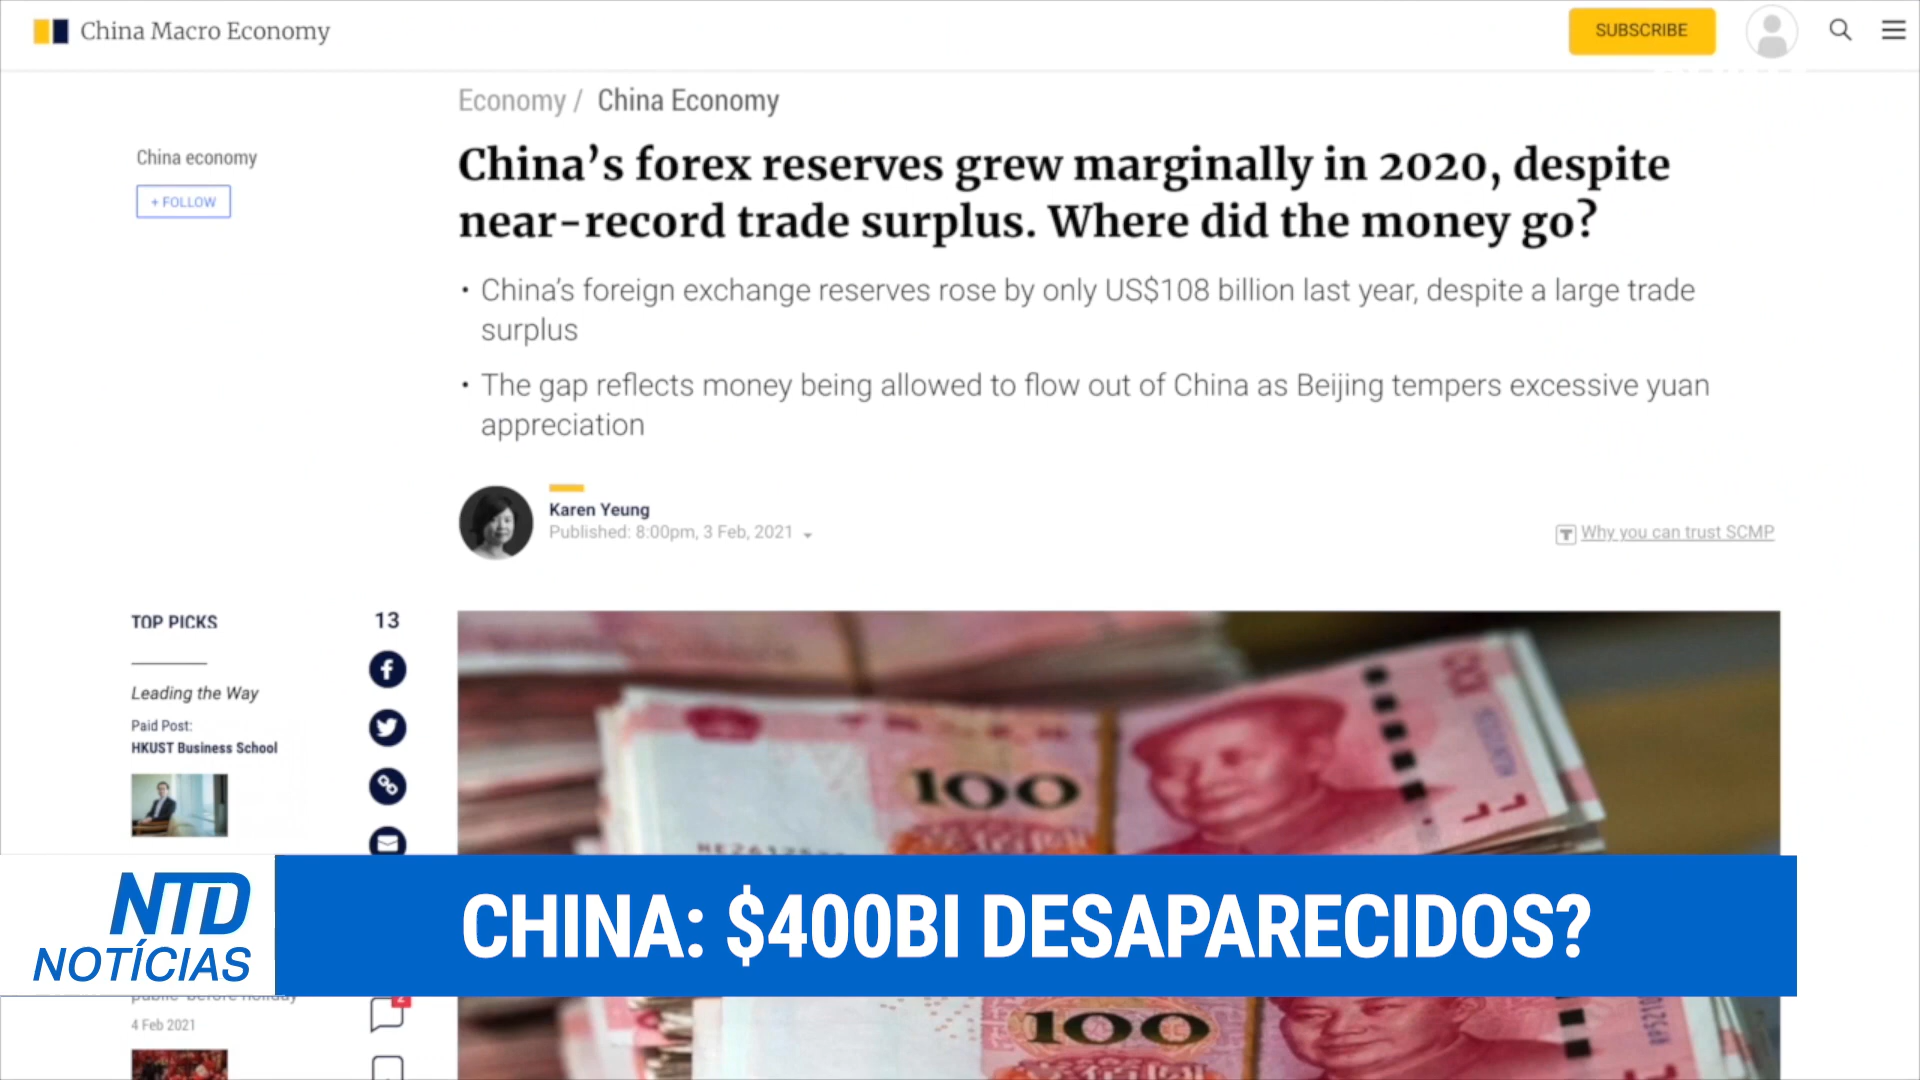 China Macro Economy
SUBSCRIBE
Economy / China Economy
China economy
+ FOLLOW
China’s forex reserves grew marginally in 2020, despite
near-record trade surplus. Where did the money go?
• China’s foreign exchange reserves rose by only US$108 billion last year, despite a large trade
surplus
• The gap reflects money being allowed to flow out of China as Beijing tempers excessive yuan
appreciation
Karen Yeung
Published: 8:00pm, 3 Feb, 2021
Why you can trust SCMP
TOP PICKS
13
Leading the Way
Paid Post:
HKUST Business School
100
NTD
NOTÍCIAS
CHINA: $400BI DESAPARECIDOS?
public before holiday
2
4 Feb 2021
100